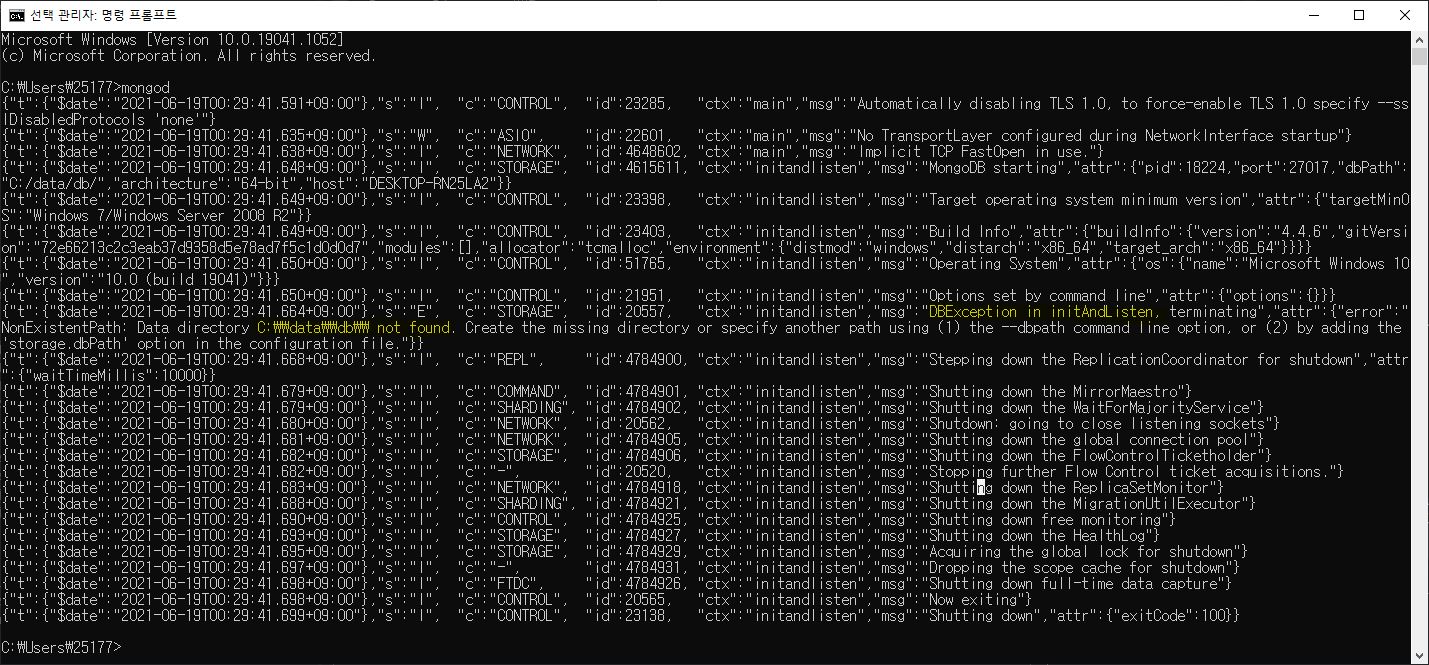 선택 관리자: 명령 프롬프트
Microsoft Windows [Version 10.0.19041.1052]
(c) Microsoft Corporation. All rights reserved.
C:₩Users₩25177>mongod
{"t":{"$date":"2021-06-19T00:29:41.591+09:00"},"s":"I",  "c":"CONTROL",  "id":23285,   "ctx":"main","msg":"Automatically disabling TLS 1.0, to force-enable TLS 1.0 specify --ss
lDisabledProtocols 'none'"}
{"t":{"$date":"2021-06-19T00:29:41.635+09:00"},"s":"W",  "c":"ASIO",     "id":22601,   "ctx":"main","msg":"No TransportLayer configured during NetworkInterface startup"}
{"t":{"$date":"2021-06-19T00:29:41.638+09:00"},"s":"I",  "c":"NETWORK",  "id":4648602, "ctx":"main","msg":"Implicit TCP FastOpen in use."}
{"t":{"$date":"2021-06-19T00:29:41.648+09:00"},"s":"I",  "c":"STORAGE",  "id":4615611, "ctx":"initandlisten","msg":"MongoDB starting","attr":{"pid":18224,"port":27017,"dbPath":
"C:/data/db/","architecture":"64-bit","host":"DESKTOP-RN25LA2"}}
{"t":{"$date":"2021-06-19T00:29:41.649+09:00"},"s":"I",  "c":"CONTROL",  "id":23398,   "ctx":"initandlisten","msg":"Target operating system minimum version","attr":{"targetMinO
S":"Windows 7/Windows Server 2008 R2"}}
{"t":{"$date":"2021-06-19T00:29:41.649+09:00"},"s":"I",  "c":"CONTROL",  "id":23403,   "ctx":"initandlisten","msg":"Build Info","attr":{"buildInfo":{"version":"4.4.6","gitVersi
on":"72e66213c2c3eab37d9358d5e78ad7f5c1d0d0d7","modules":[],"allocator":"tcmalloc","environment":{"distmod":"windows","distarch":"x86_64","target_arch":"x86_64"}}}}
{"t":{"$date":"2021-06-19T00:29:41.650+09:00"},"s":"I",  "c":"CONTROL",  "id":51765,   "ctx":"initandlisten","msg":"Operating System","attr":{"os":{"name":"Microsoft Windows 10
","version":"10.0 (build 19041)"}}}
{"t":{"$date":"2021-06-19T00:29:41.650+09:00"},"s":"I",  "c":"CONTROL",  "id":21951,   "ctx":"initandlisten","msg":"Options set by command line","attr":{"options":{}}}
{"t":{"$date":"2021-06-19T00:29:41.664+09:00"},"s":"E",  "c":"STORAGE",  "id":20557,   "ctx":"initandlisten","msg":"DBException in initAndListen, terminating","attr":{"error":"
NonExistentPath: Data directory C:₩₩data₩₩db₩₩ not found. Create the missing directory or specify another path using (1) the --dbpath command line option, or (2) by adding the
'storage.dbPath' option in the configuration file."}}
{"t":{"$date":"2021-06-19T00:29:41.668+09:00"},"s":"I",  "c":"REPL",     "id":4784900, "ctx":"initandlisten","msg":"Stepping down the ReplicationCoordinator for shutdown","attr
":{"waitTimeMillis":10000}}
{"t":{"$date":"2021-06-19T00:29:41.679+09:00"},"s":"I",  "c":"COMMAND",  "id":4784901, "ctx":"initandlisten","msg":"Shutting down the MirrorMaestro"}
{"t":{"$date":"2021-06-19T00:29:41.679+09:00"},"s":"I",  "c":"SHARDING", "id":4784902, "ctx":"initandlisten","msg":"Shutting down the WaitForMajorityService"}
{"t":{"$date":"2021-06-19T00:29:41.680+09:00"},"s":"I",  "c":"NETWORK",  "id":20562,   "ctx":"initandlisten","msg":"Shutdown: going to close listening sockets"}
{"t":{"$date":"2021-06-19T00:29:41.681+09:00"},"s":"I",  "c":"NETWORK",  "id":4784905, "ctx":"initandlisten","msg":"Shutting down the global connection pool"}
{"t":{"$date":"2021-06-19T00:29:41.682+09:00"},"s":"I",  "c":"STORAGE",  "id":4784906, "ctx":"initandlisten","msg":"Shutting down the FlowControlTicketholder"}
{"t":{"$date":"2021-06-19T00:29:41.682+09:00"},"s":"I",  "c":"-",        "id":20520,   "ctx":"initandlisten","msg":"Stopping further Flow Control ticket acquisitions."}
{"t":{"$date":"2021-06-19T00:29:41.683+09:00"},"s":"I",  "c":"NETWORK",  "id":4784918, "ctx":"initandlisten","msg":"Shutting down the ReplicaSetMonitor"}
{"t":{"$date":"2021-06-19T00:29:41.688+09:00"},"s":"I",  "c":"SHARDING", "id":4784921, "ctx":"initandlisten","msg":"Shutting down the MigrationUtilExecutor"}
{"t":{"$date":"2021-06-19T00:29:41.690+09:00"},"s":"I",  "c":"CONTROL",  "id":4784925, "ctx":"initandlisten","msg":"Shutting down free monitoring"}
{"t":{"$date":"2021-06-19T00:29:41.693+09:00"},"s":"I",  "c":"STORAGE",  "id":4784927, "ctx":"initandlisten","msg":"Shutting down the HealthLog"}
{"t":{"$date":"2021-06-19T00:29:41.695+09:00"},"s":"I",  "c":"STORAGE",  "id":4784929, "ctx":"initandlisten","msg":"Acquiring the global lock for shutdown"}
{"t":{"$date":"2021-06-19T00:29:41.697+09:00"},"s":"I",  "c":"-",        "id":4784931, "ctx":"initandlisten","msg":"Dropping the scope cache for shutdown"}
{"t":{"$date":"2021-06-19T00:29:41.698+09:00"},"s":"I",  "c":"FTDC",     "id":4784926, "ctx":"initandlisten","msg":"Shutting down full-time data capture"}
{"t":{"$date":"2021-06-19T00:29:41.698+09:00"},"s":"I",  "c":"CONTROL",  "id":20565,   "ctx":"initandlisten","msg":"Now exiting"}
{"t":{"$date":"2021-06-19T00:29:41.699+09:00"},"s":"I",  "c":"CONTROL",  "id":23138,   "ctx":"initandlisten","msg":"Shutting down","attr":{"exitCode":100}}
C:₩Users₩25177>